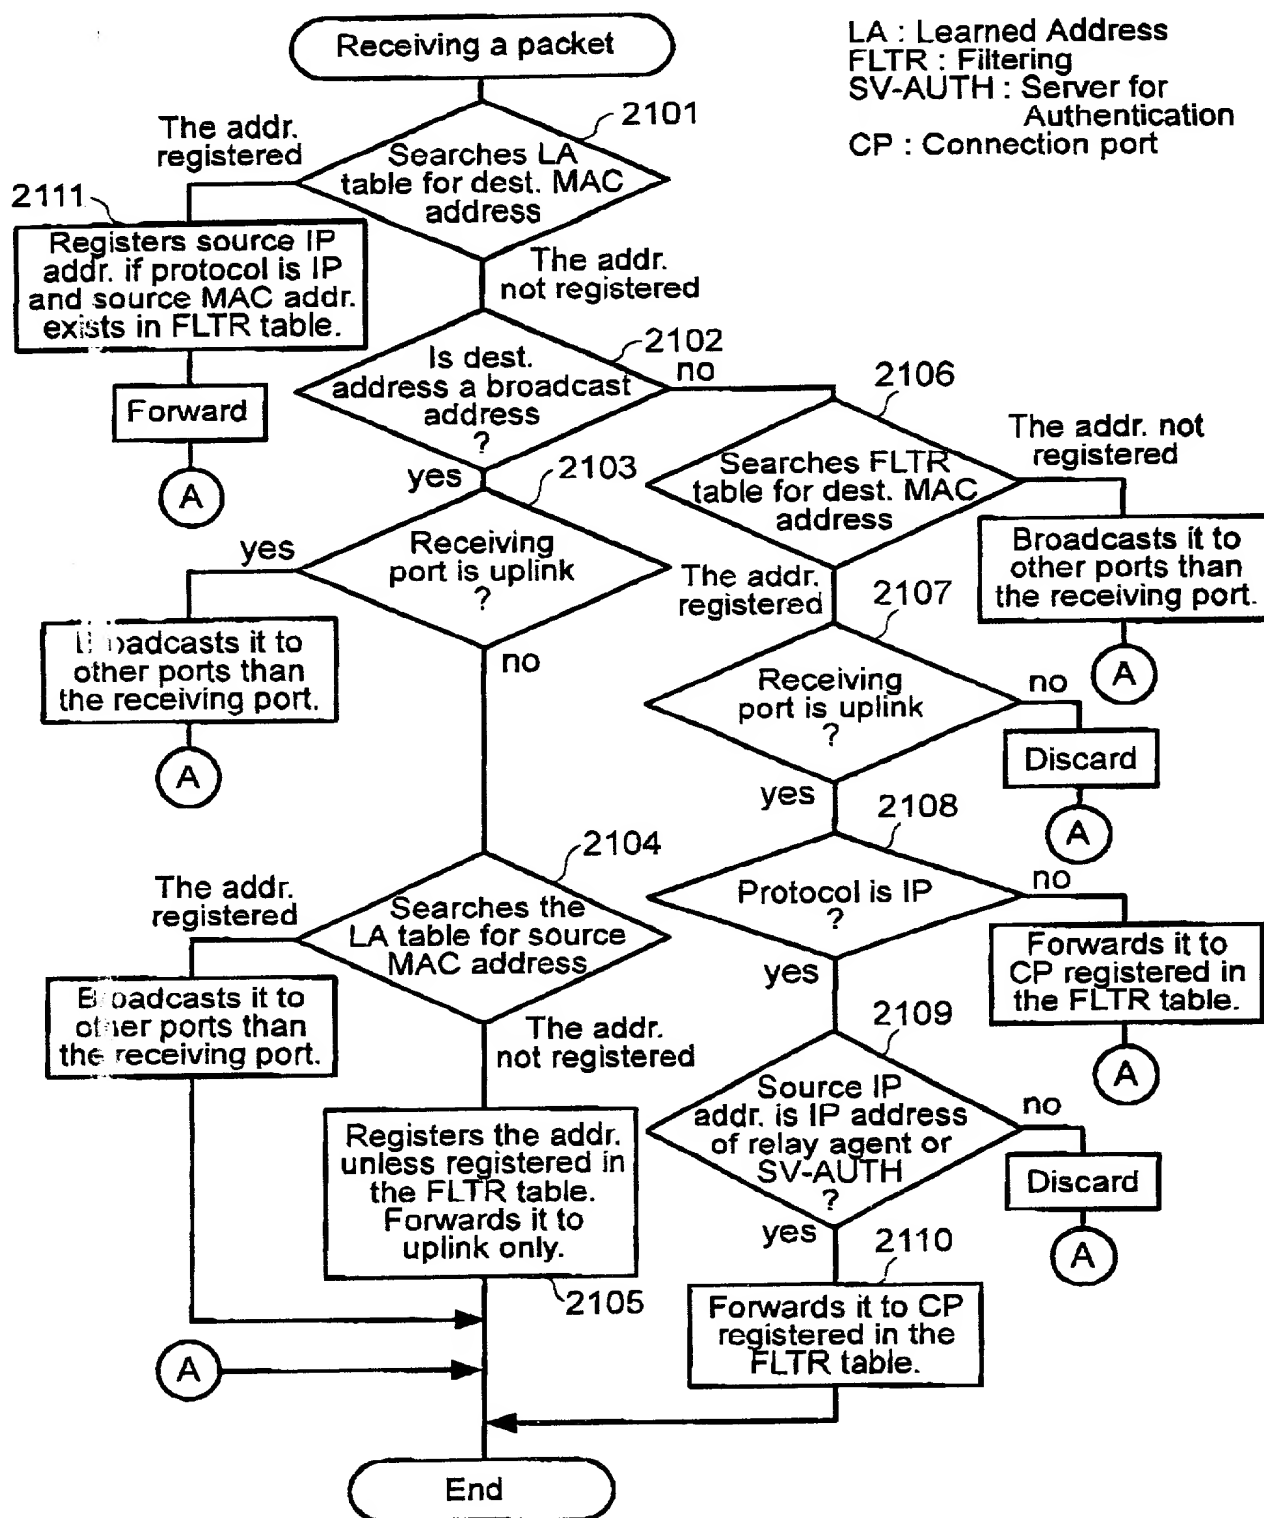 Receiving a packet
LA : Learned Address
FLTR : Filtering
SV-AUTH : Server for
Authentication
CP : Connection port
2101
The addr.
registered
Searches LA
table for dest. MAC
address
2111
Registers source IP
addr. if protocol is IP
and source MAC addr.
exists in FLTR table.
The addr.
not registered
Forward
A
2102
Is dest.
address a broadcast
address
?
no
yes
2106
Searches FLTR
table for dest. MAC
address
The addr. not
registered
Broadcasts it to
other ports than
the receiving port.
A
2103
Receiving
port is uplink
?
yes
no
Broadcasts it to
other ports than
the receiving port.
A
The addr.
registered
2107
Receiving
port is uplink
?
no
Discard
A
yes
2108
Protocol is IP
?
no
Forwards it to
CP registered in
the FLTR table.
A
yes
2104
The addr.
registered
Searches the
LA table for source
MAC address
Broadcasts it to
other ports than
the receiving port.
The addr.
not registered
2109
Source IP
addr. is IP address
of relay agent or
SV-AUTH
?
no
Discard
A
yes
Registers the addr.
unless registered in
the FLTR table.
Forwards it to
uplink only.
2105
2110
Forwards it to CP
registered in the
FLTR table.
A
End